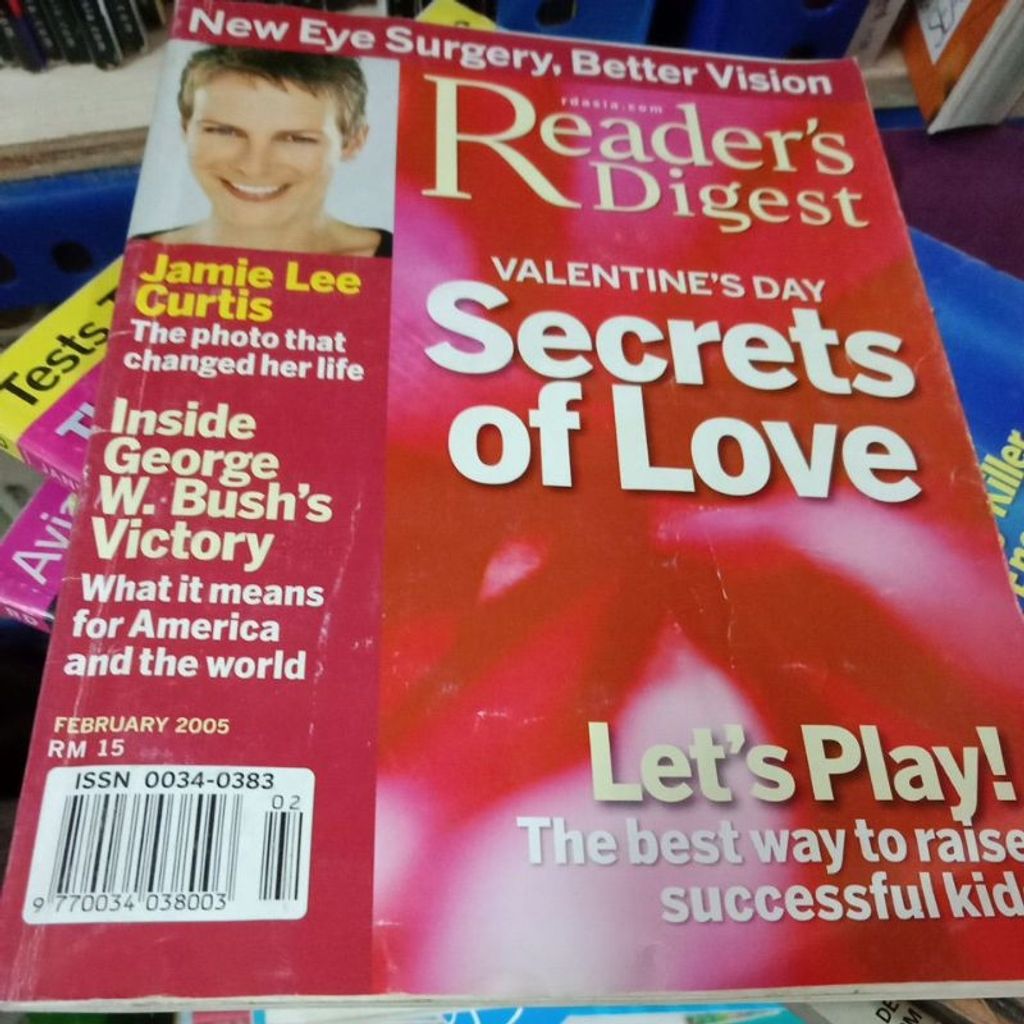 New Eye Surgery, Better Vision
rdasia.com
Reader's
Digest
Jamie Lee
Curtis
The photo that
changed her life
Inside
George
W. Bush's
Victory
What it means
for America
and the world
FEBRUARY 2005
RM 15
ISSN 0034-0383
02
9 770034 038003
VALENTINE'S DAY
Secrets
of Love
Let's Play!
The best way to raise
successful kid
Tests
Killer